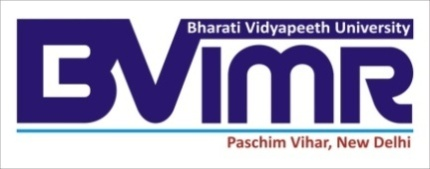 Bharati Vidyapeeth University
BVIMR
Paschim Vihar, New Delhi